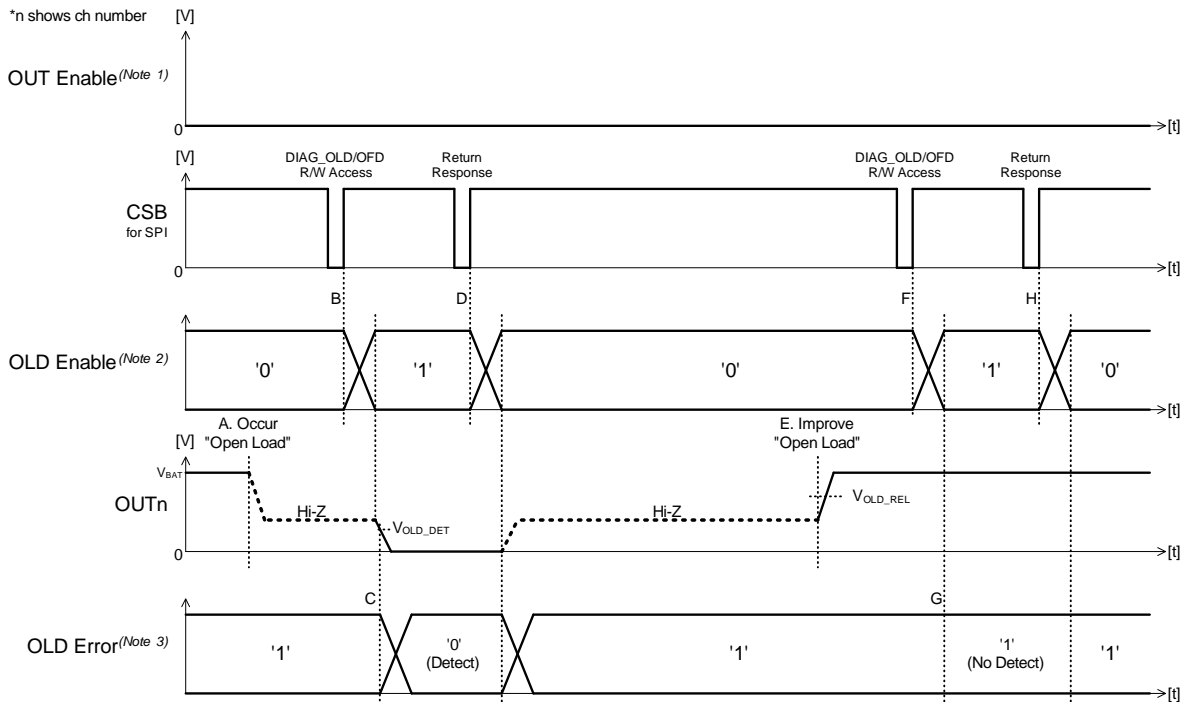 *n shows ch number
[V]
OUT Enable(Note 1)
0
[t]
[V]
DIAG_OLD/OFD
R/W Access
Return
Response
DIAG_OLD/OFD
R/W Access
Return
Response
CSB
for SPI
0
[t]
B
D
F
H
OLD Enable(Note 2)
'0'
'1'
'0'
'1'
'0'
[t]
A. Occur
"Open Load"
E. Improve
"Open Load"
[V]
VBAT
OUTn
Hi-Z
VOLD_DET
Hi-Z
VOLD_REL
0
[t]
C
G
OLD Error(Note 3)
'1'
'0'
(Detect)
'1'
'1'
(No Detect)
'1'
[t]